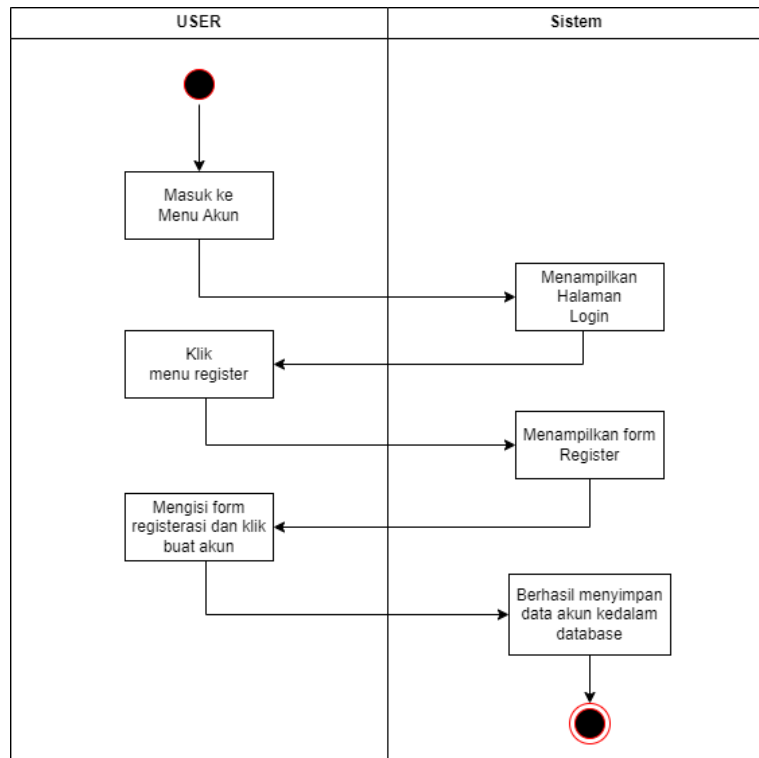 USER
Sistem
Masuk ke
Menu Akun
Menampilkan
Halaman
Login
Klik
menu register
Menampilkan form
Register
Mengisi form
registerasi dan klik
buat akun
Berhasil menyimpan
data akun kedalam
database